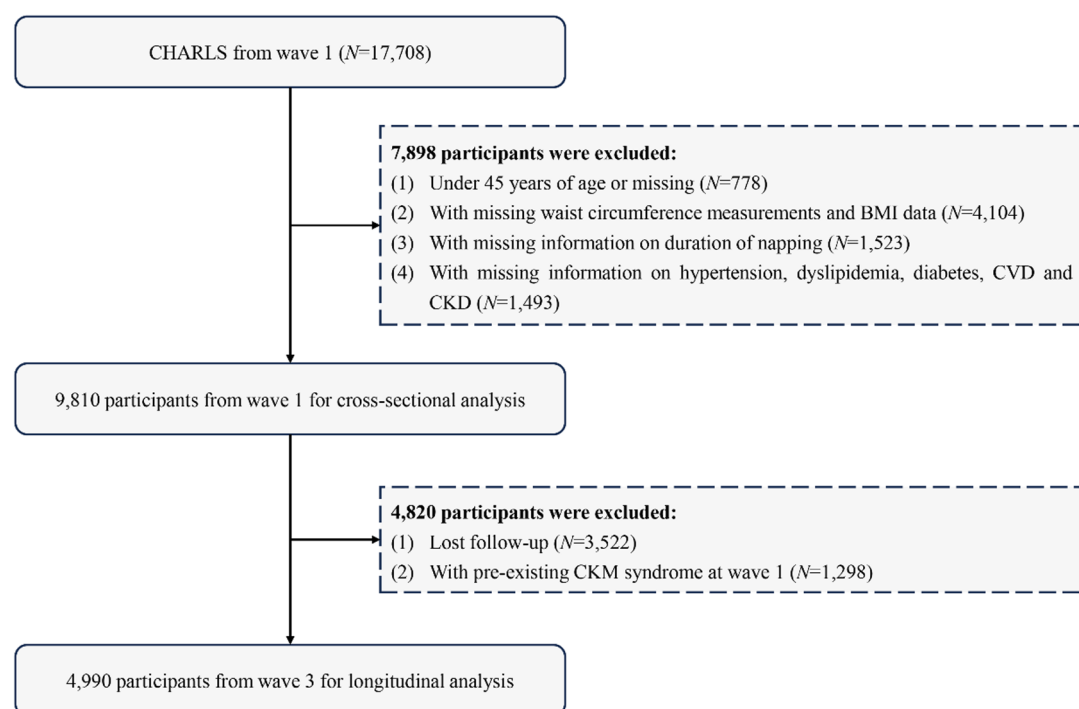 CHARLS from wave 1 (N=17,708)
7,898 participants were excluded:
(1) Under 45 years of age or missing (N=778)
(2) With missing waist circumference measurements and BMI data (N=4,104)
(3) With missing information on duration of napping (N=1,523)
(4) With missing information on hypertension, dyslipidemia, diabetes, CVD and
CKD (N=1,493)
9,810 participants from wave 1 for cross-sectional analysis
4,820 participants were excluded:
(1) Lost follow-up (N=3,522)
(2) With pre-existing CKM syndrome at wave 1 (N=1,298)
4,990 participants from wave 3 for longitudinal analysis